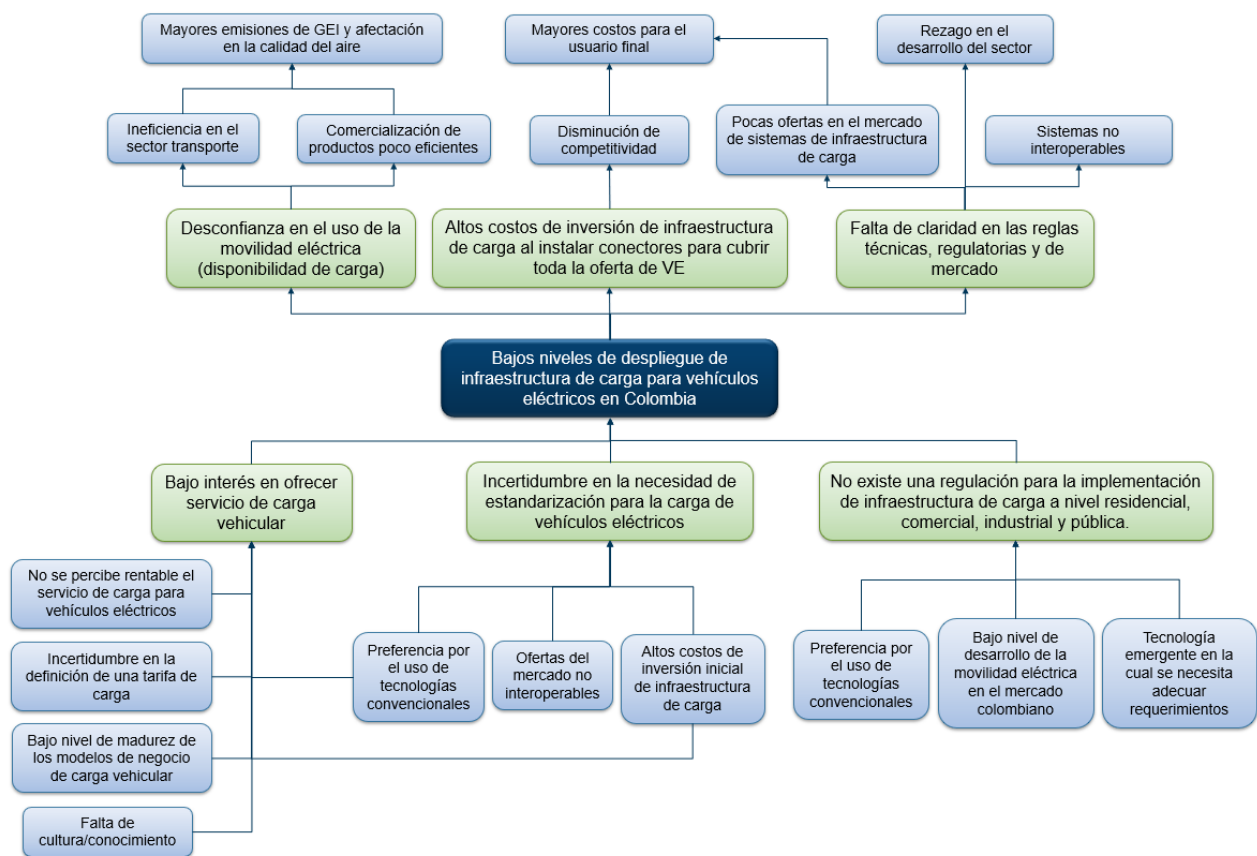 Mayores emisiones de GEI y afectación
en la calidad del aire
Mayores costos para el
usuario final
Rezago en el
desarrollo del sector
Ineficiencia en el
sector transporte
Comercialización de
productos poco eficientes
Disminución de
competitividad
Pocas ofertas en el mercado
de sistemas de infraestructura
de carga
Sistemas no
interoperables
Desconfianza en el uso de la
movilidad eléctrica
(disponibilidad de carga)
Altos costos de inversión de infraestructura
de carga al instalar conectores para cubrir
toda la oferta de VE
Falta de claridad en las reglas
técnicas, regulatorias y de
mercado
Bajos niveles de despliegue de
infraestructura de carga para vehículos
eléctricos en Colombia
Bajo interés en ofrecer
servicio de carga
vehicular
Incertidumbre en la necesidad de
estandarización para la carga de
vehículos eléctricos
No existe una regulación para la implementación
de infraestructura de carga a nivel residencial,
comercial, industrial y pública.
No se percibe rentable el
servicio de carga para
vehículos eléctricos
Incertidumbre en la
definición de una tarifa de
carga
Bajo nivel de madurez de
los modelos de negocio
de carga vehicular
Falta de
cultura/conocimiento
Preferencia por
el uso de
tecnologías
convencionales
Ofertas del
mercado no
interoperables
Altos costos de
inversión inicial
de infraestructura
de carga
Preferencia por
el uso de
tecnologías
convencionales
Bajo nivel de
desarrollo de la
movilidad eléctrica
en el mercado
colombiano
Tecnología
emergente en la
cual se necesita
adecuar
requerimientos